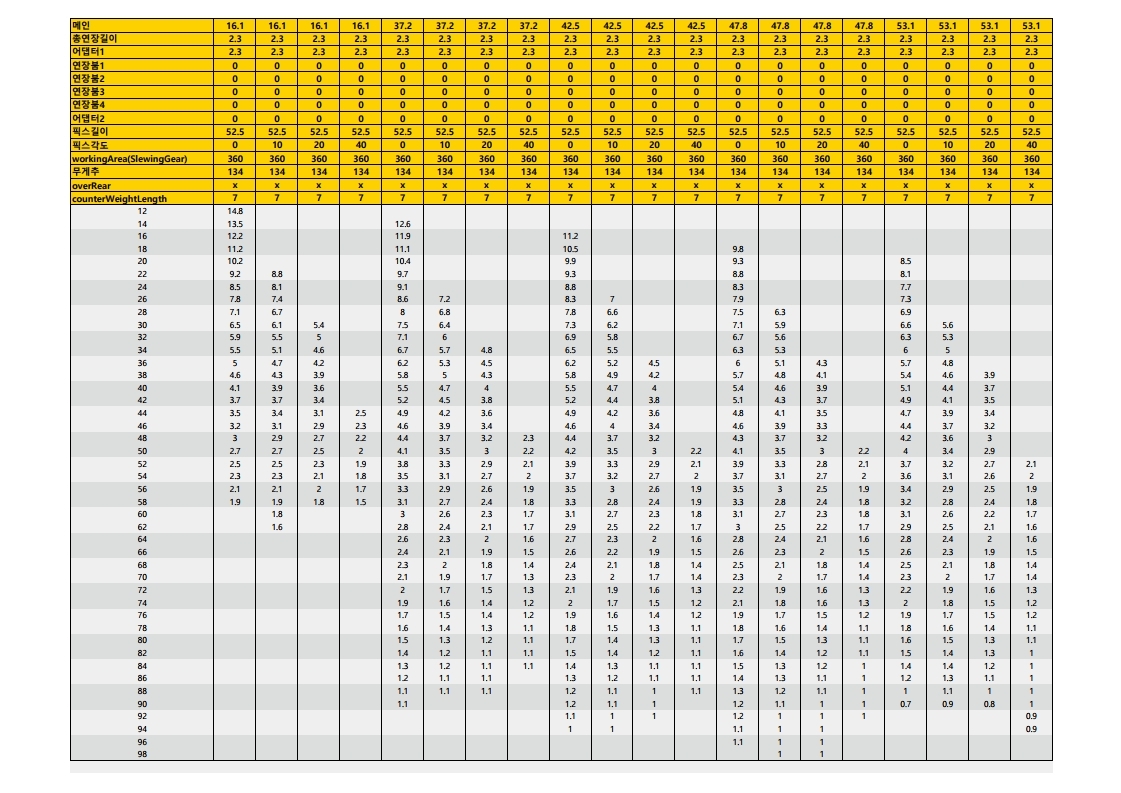 메인 16.1 16.1 16.1 16.1 37.2 37.2 37.2 37.2 42.5 42.5 42.5 42.5 47.8 47.8 47.8 47.8 53.1 53.1 53.1 53.1
총연장길이 2.3 2.3 2.3 2.3 2.3 2.3 2.3 2.3 2.3 2.3 2.3 2.3 2.3 2.3 2.3 2.3 2.3 2.3 2.3 2.3
어댑터1 2.3 2.3 2.3 2.3 2.3 2.3 2.3 2.3 2.3 2.3 2.3 2.3 2.3 2.3 2.3 2.3 2.3 2.3 2.3 2.3
연장붐1 0 0 0 0 0 0 0 0 0 0 0 0 0 0 0 0 0 0 0 0
연장붐2 0 0 0 0 0 0 0 0 0 0 0 0 0 0 0 0 0 0 0 0
연장붐3 0 0 0 0 0 0 0 0 0 0 0 0 0 0 0 0 0 0 0 0
연장붐4 0 0 0 0 0 0 0 0 0 0 0 0 0 0 0 0 0 0 0 0
어댑터2 0 0 0 0 0 0 0 0 0 0 0 0 0 0 0 0 0 0 0 0
픽스길이 52.5 52.5 52.5 52.5 52.5 52.5 52.5 52.5 52.5 52.5 52.5 52.5 52.5 52.5 52.5 52.5 52.5 52.5 52.5 52.5
픽스각도 0 10 20 40 0 10 20 40 0 10 20 40 0 10 20 40 0 10 20 40
workingArea(SlewingGear) 360 360 360 360 360 360 360 360 360 360 360 360 360 360 360 360 360 360 360 360
무게추 134 134 134 134 134 134 134 134 134 134 134 134 134 134 134 134 134 134 134 134
overRear x x x x x x x x x x x x x x x x x x x x
counterWeightLength 7 7 7 7 7 7 7 7 7 7 7 7 7 7 7 7 7 7 7 7
12 14.8
14 13.5 12.6
16 12.2 11.9 11.2
18 11.2 11.1 10.5 9.8
20 10.2 10.4 9.9 9.3 8.5
22 9.2 8.8 9.7 9.3 8.8 8.1
24 8.5 8.1 9.1 8.8 8.3 7.7
26 7.8 7.4 8.6 7.2 8.3 7 7.9 7.3
28 7.1 6.7 8 6.8 7.8 6.6 7.5 6.3 6.9
30 6.5 6.1 5.4 7.5 6.4 7.3 6.2 7.1 5.9 6.6 5.6
32 5.9 5.5 5 7.1 6 6.9 5.8 6.7 5.6 6.3 5.3
34 5.5 5.1 4.6 6.7 5.7 4.8 6.5 5.5 6.3 5.3 6 5
36 5 4.7 4.2 6.2 5.3 4.5 6.2 5.2 4.5 6 5.1 4.3 5.7 4.8
38 4.6 4.3 3.9 5.8 5 4.3 5.8 4.9 4.2 5.7 4.8 4.1 5.4 4.6 3.9
40 4.1 3.9 3.6 5.5 4.7 4 5.5 4.7 4 5.4 4.6 3.9 5.1 4.4 3.7
42 3.7 3.7 3.4 5.2 4.5 3.8 5.2 4.4 3.8 5.1 4.3 3.7 4.9 4.1 3.5
44 3.5 3.4 3.1 2.5 4.9 4.2 3.6 4.9 4.2 3.6 4.8 4.1 3.5 4.7 3.9 3.4
46 3.2 3.1 2.9 2.3 4.6 3.9 3.4 4.6 4 3.4 4.6 3.9 3.3 4.4 3.7 3.2
48 3 2.9 2.7 2.2 4.4 3.7 3.2 2.3 4.4 3.7 3.2 4.3 3.7 3.2 4.2 3.6 3
50 2.7 2.7 2.5 2 4.1 3.5 3 2.2 4.2 3.5 3 2.2 4.1 3.5 3 2.2 4 3.4 2.9
52 2.5 2.5 2.3 1.9 3.8 3.3 2.9 2.1 3.9 3.3 2.9 2.1 3.9 3.3 2.8 2.1 3.7 3.2 2.7 2.1
54 2.3 2.3 2.1 1.8 3.5 3.1 2.7 2 3.7 3.2 2.7 2 3.7 3.1 2.7 2 3.6 3.1 2.6 2
56 2.1 2.1 2 1.7 3.3 2.9 2.6 1.9 3.5 3 2.6 1.9 3.5 3 2.5 1.9 3.4 2.9 2.5 1.9
58 1.9 1.9 1.8 1.5 3.1 2.7 2.4 1.8 3.3 2.8 2.4 1.9 3.3 2.8 2.4 1.8 3.2 2.8 2.4 1.8
60 1.8 3 2.6 2.3 1.7 3.1 2.7 2.3 1.8 3.1 2.7 2.3 1.8 3.1 2.6 2.2 1.7
62 1.6 2.8 2.4 2.1 1.7 2.9 2.5 2.2 1.7 3 2.5 2.2 1.7 2.9 2.5 2.1 1.6
64 2.6 2.3 2 1.6 2.7 2.3 2 1.6 2.8 2.4 2.1 1.6 2.8 2.4 2 1.6
66 2.4 2.1 1.9 1.5 2.6 2.2 1.9 1.5 2.6 2.3 2 1.5 2.6 2.3 1.9 1.5
68 2.3 2 1.8 1.4 2.4 2.1 1.8 1.4 2.5 2.1 1.8 1.4 2.5 2.1 1.8 1.4
70 2.1 1.9 1.7 1.3 2.3 2 1.7 1.4 2.3 2 1.7 1.4 2.3 2 1.7 1.4
72 2 1.7 1.5 1.3 2.1 1.9 1.6 1.3 2.2 1.9 1.6 1.3 2.2 1.9 1.6 1.3
74 1.9 1.6 1.4 1.2 2 1.7 1.5 1.2 2.1 1.8 1.6 1.3 2 1.8 1.5 1.2
76 1.7 1.5 1.4 1.2 1.9 1.6 1.4 1.2 1.9 1.7 1.5 1.2 1.9 1.7 1.5 1.2
78 1.6 1.4 1.3 1.1 1.8 1.5 1.3 1.1 1.8 1.6 1.4 1.1 1.8 1.6 1.4 1.1
80 1.5 1.3 1.2 1.1 1.7 1.4 1.3 1.1 1.7 1.5 1.3 1.1 1.6 1.5 1.3 1.1
82 1.4 1.2 1.1 1.1 1.5 1.4 1.2 1.1 1.6 1.4 1.2 1.1 1.5 1.4 1.3 1
84 1.3 1.2 1.1 1.1 1.4 1.3 1.1 1.1 1.5 1.3 1.2 1 1.4 1.4 1.2 1
86 1.2 1.1 1.1 1.3 1.2 1.1 1.1 1.4 1.3 1.1 1 1.2 1.3 1.1 1
88 1.1 1.1 1.1 1.2 1.1 1 1.1 1.3 1.2 1.1 1 1 1.1 1 1
90 1.1 1.2 1.1 1 1.2 1.1 1 1 0.7 0.9 0.8 1
92 1.1 1 1 1.2 1 1 1 0.9
94 1 1 1.1 1 1 0.9
96 1.1 1 1
98 1 1